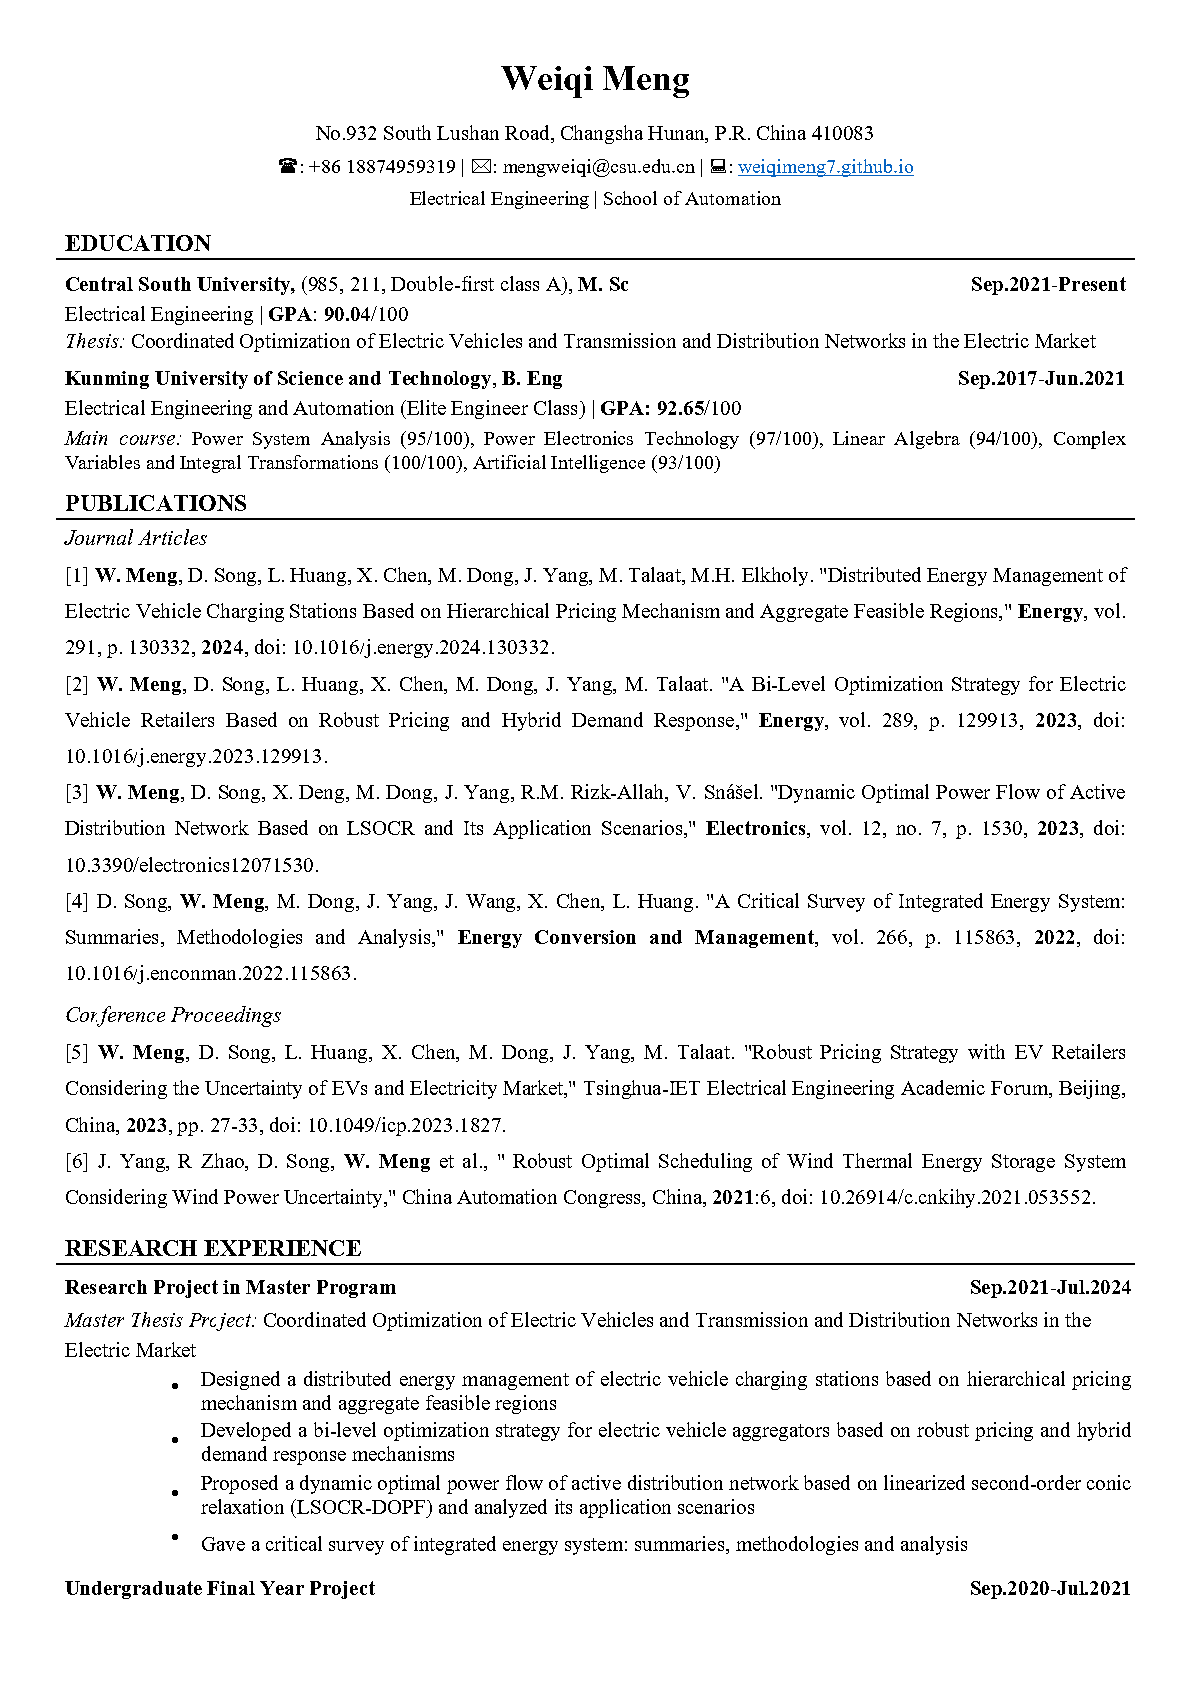 Weiqi Meng
No.932 South Lushan Road, Changsha Hunan, P.R. China 410083
☎: +86 18874959319 | ✉: mengweiqi@csu.edu.cn | 💻: weiqimeng7.github.io
Electrical Engineering | School of Automation
EDUCATION
Central South University, (985, 211, Double-first class A), M. Sc Sep.2021-Present
Electrical Engineering | GPA: 90.04/100
Thesis: Coordinated Optimization of Electric Vehicles and Transmission and Distribution Networks in the Electric Market
Kunming University of Science and Technology, B. Eng Sep.2017-Jun.2021
Electrical Engineering and Automation (Elite Engineer Class) | GPA: 92.65/100
Main course: Power System Analysis (95/100), Power Electronics Technology (97/100), Linear Algebra (94/100), Complex
Variables and Integral Transformations (100/100), Artificial Intelligence (93/100)
PUBLICATIONS
Journal Articles
[1] W. Meng, D. Song, L. Huang, X. Chen, M. Dong, J. Yang, M. Talaat, M.H. Elkholy. "Distributed Energy Management of
Electric Vehicle Charging Stations Based on Hierarchical Pricing Mechanism and Aggregate Feasible Regions," Energy, vol.
291, p. 130332, 2024, doi: 10.1016/j.energy.2024.130332.
[2] W. Meng, D. Song, L. Huang, X. Chen, M. Dong, J. Yang, M. Talaat. "A Bi-Level Optimization Strategy for Electric
Vehicle Retailers Based on Robust Pricing and Hybrid Demand Response," Energy, vol. 289, p. 129913, 2023, doi:
10.1016/j.energy.2023.129913.
[3] W. Meng, D. Song, X. Deng, M. Dong, J. Yang, R.M. Rizk-Allah, V. Snášel. "Dynamic Optimal Power Flow of Active
Distribution Network Based on LSOCR and Its Application Scenarios," Electronics, vol. 12, no. 7, p. 1530, 2023, doi:
10.3390/electronics12071530.
[4] D. Song, W. Meng, M. Dong, J. Yang, J. Wang, X. Chen, L. Huang. "A Critical Survey of Integrated Energy System:
Summaries, Methodologies and Analysis," Energy Conversion and Management, vol. 266, p. 115863, 2022, doi:
10.1016/j.enconman.2022.115863.
Conference Proceedings
[5] W. Meng, D. Song, L. Huang, X. Chen, M. Dong, J. Yang, M. Talaat. "Robust Pricing Strategy with EV Retailers
Considering the Uncertainty of EVs and Electricity Market," Tsinghua-IET Electrical Engineering Academic Forum, Beijing,
China, 2023, pp. 27-33, doi: 10.1049/icp.2023.1827.
[6] J. Yang, R Zhao, D. Song, W. Meng et al., " Robust Optimal Scheduling of Wind Thermal Energy Storage System
Considering Wind Power Uncertainty," China Automation Congress, China, 2021:6, doi: 10.26914/c.cnkihy.2021.053552.
RESEARCH EXPERIENCE
Research Project in Master Program Sep.2021-Jul.2024
Master Thesis Project: Coordinated Optimization of Electric Vehicles and Transmission and Distribution Networks in the
Electric Market
• Designed a distributed energy management of electric vehicle charging stations based on hierarchical pricing
mechanism and aggregate feasible regions
• Developed a bi-level optimization strategy for electric vehicle aggregators based on robust pricing and hybrid
demand response mechanisms
• Proposed a dynamic optimal power flow of active distribution network based on linearized second-order conic
relaxation (LSOCR-DOPF) and analyzed its application scenarios
• Gave a critical survey of integrated energy system: summaries, methodologies and analysis
Undergraduate Final Year Project Sep.2020-Jul.2021